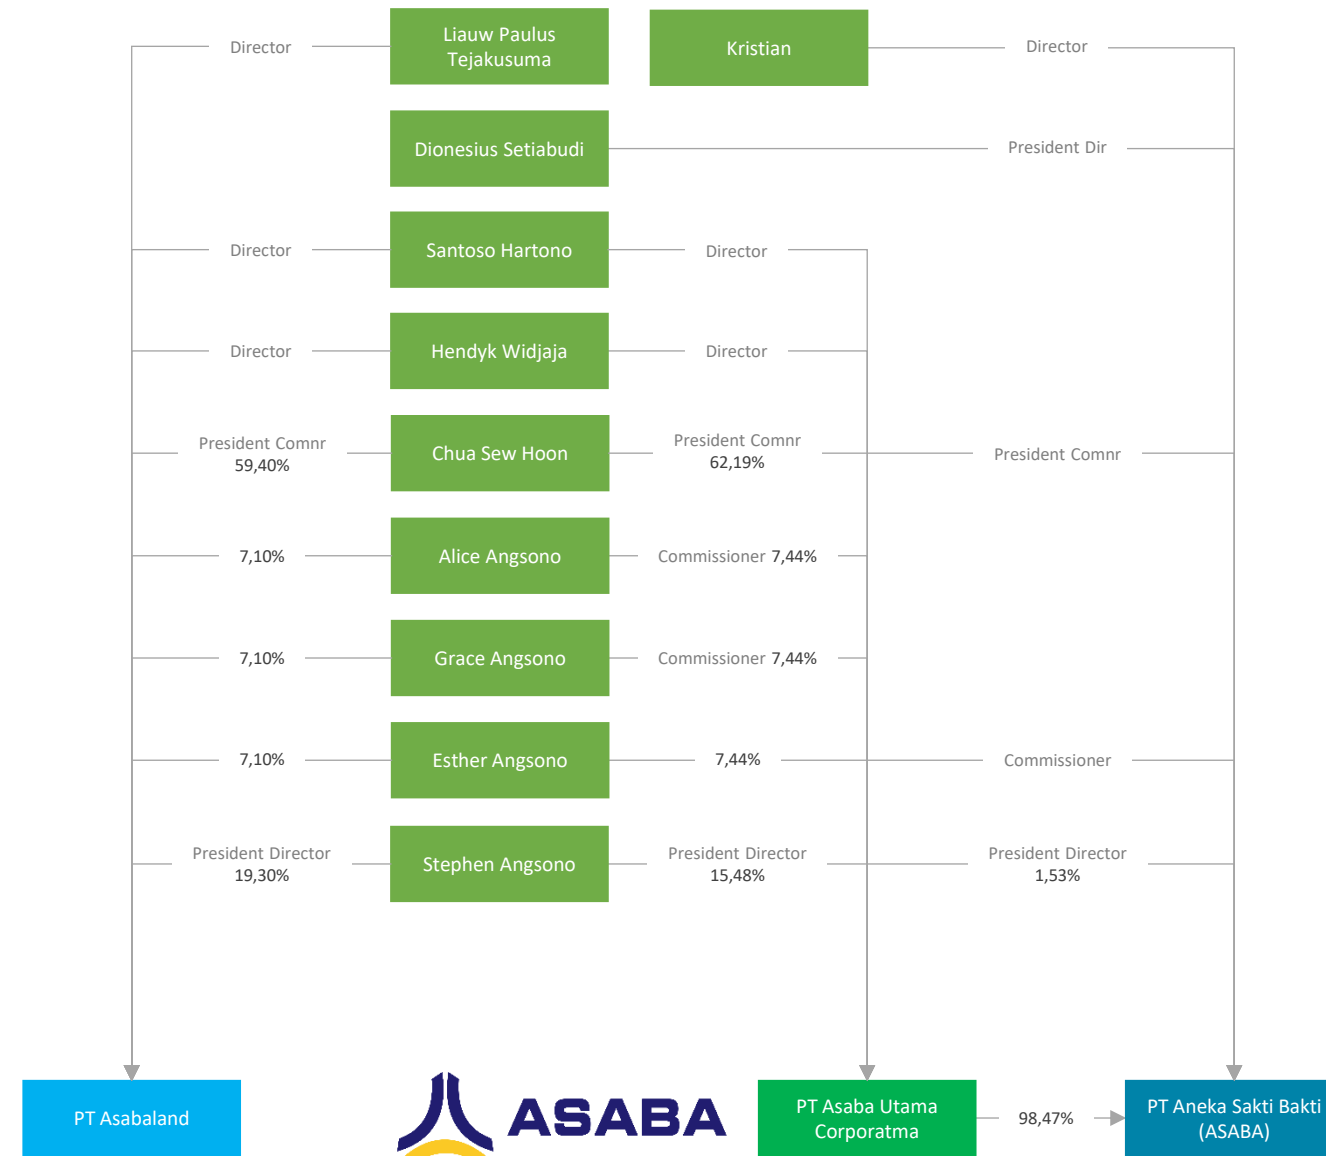 Director
Liauw Paulus
Tejakusuma
Kristian
Director
Dionesius Setiabudi
President Dir
Director
Santoso Hartono
Director
Director
Hendyk Widjaja
Director
President Comnr
59,40%
Chua Sew Hoon
President Comnr
62,19%
President Comnr
7,10%
Alice Angsono
Commissioner 7,44%
7,10%
Grace Angsono
Commissioner 7,44%
7,10%
Esther Angsono
7,44%
Commissioner
President Director
19,30%
Stephen Angsono
President Director
15,48%
President Director
1,53%
PT Asabaland
ASABA
PT Asaba Utama
Corporatma
98,47%
PT Aneka Sakti Bakti
(ASABA)